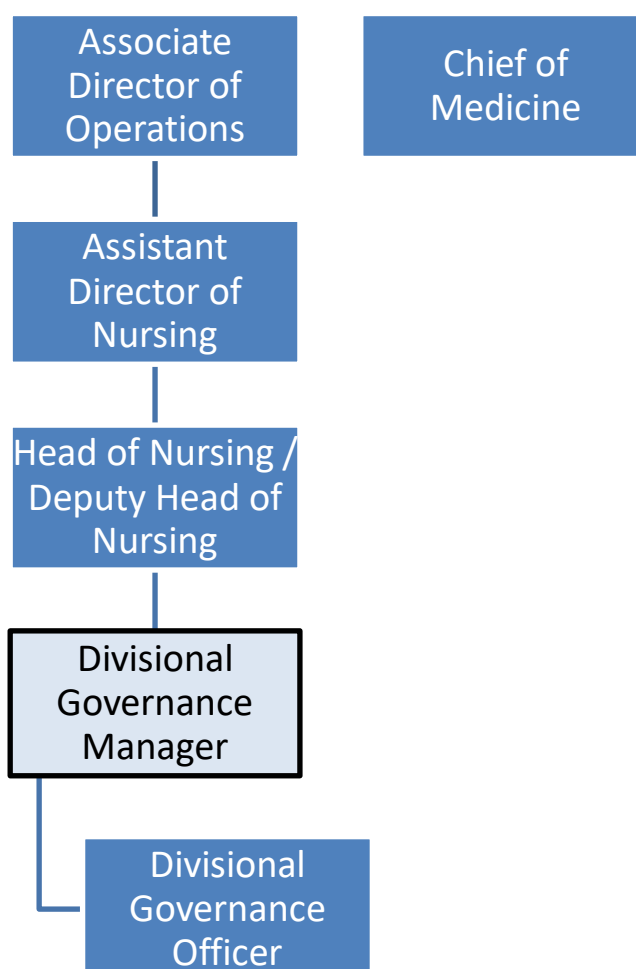 Associate
Director of
Operations
Chief of
Medicine
Assistant
Director of
Nursing
Head of Nursing /
Deputy Head of
Nursing
Divisional
Governance
Manager
Divisional
Governance
Officer